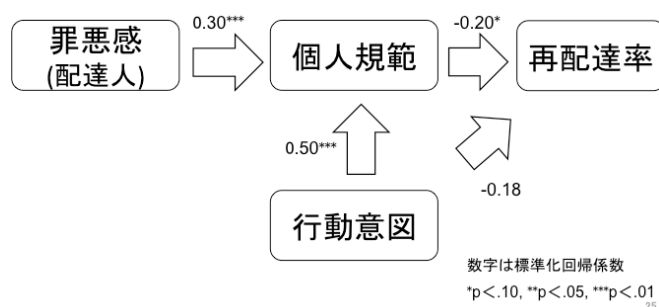 0.30***
-0.20*
罪悪感
(配達人)
個人規範
再配達率
0.50***
-0.18
行動意図
数字は標準化回帰係数
*p<.10, **p<.05, ***p<.01
25